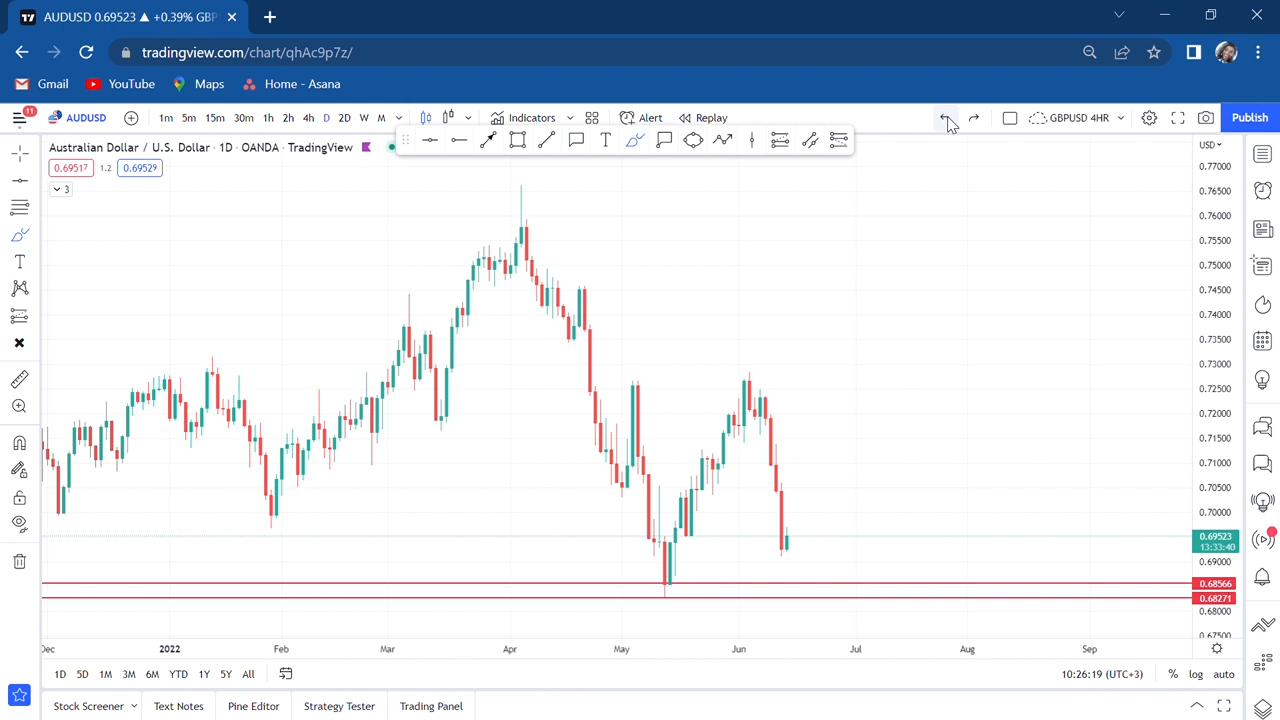 AUDUSD 0.69523 ▲ +0.39% GBP
tradingview.com/chart/qhAc9p7z/
Gmail YouTube Maps Home - Asana
11 AUDUSD 1m 5m 15m 30m 1h 2h 4h D 2D W M Indicators Alert Replay GBPUSD 4HR Publish
Australian Dollar / U.S. Dollar · 1D · OANDA · TradingView USD
0.69517 1.2 0.69529
3
0.77000
0.76500
0.76000
0.75500
0.75000
0.74500
0.74000
0.73500
0.73000
0.72500
0.72000
0.71500
0.71000
0.70500
0.70000
0.69523
13:33:40
0.69000
0.68566
0.68271
0.68000
0.67500
Dec 2022 Feb Mar Apr May Jun Jul Aug Sep
1D 5D 1M 3M 6M YTD 1Y 5Y All 10:26:19 (UTC+3) % log auto
Stock Screener Text Notes Pine Editor Strategy Tester Trading Panel